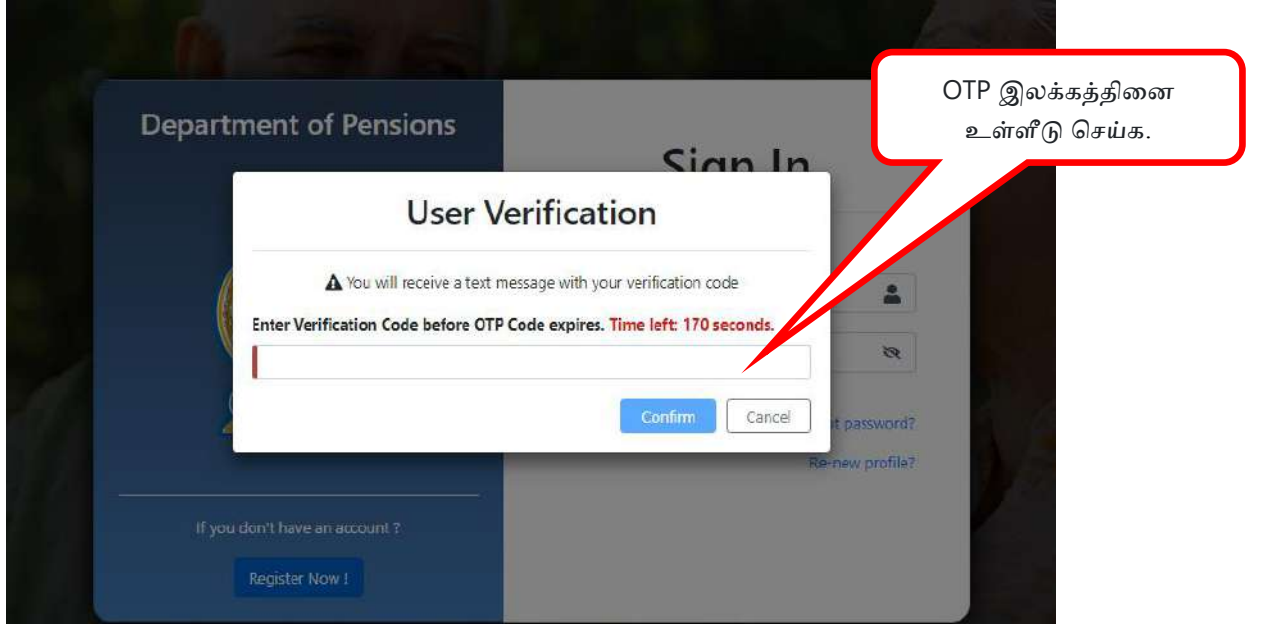 OTP இலக்கத்தினை
உள்ளீடு செய்க.
Department of Pensions
Sign In
User Verification
You will receive a text message with your verification code
Enter Verification Code before OTP Code expires. Time left: 170 seconds.
Confirm
Cancel
password?
Re-new profile?
If you don't have an account ?
Register Now !